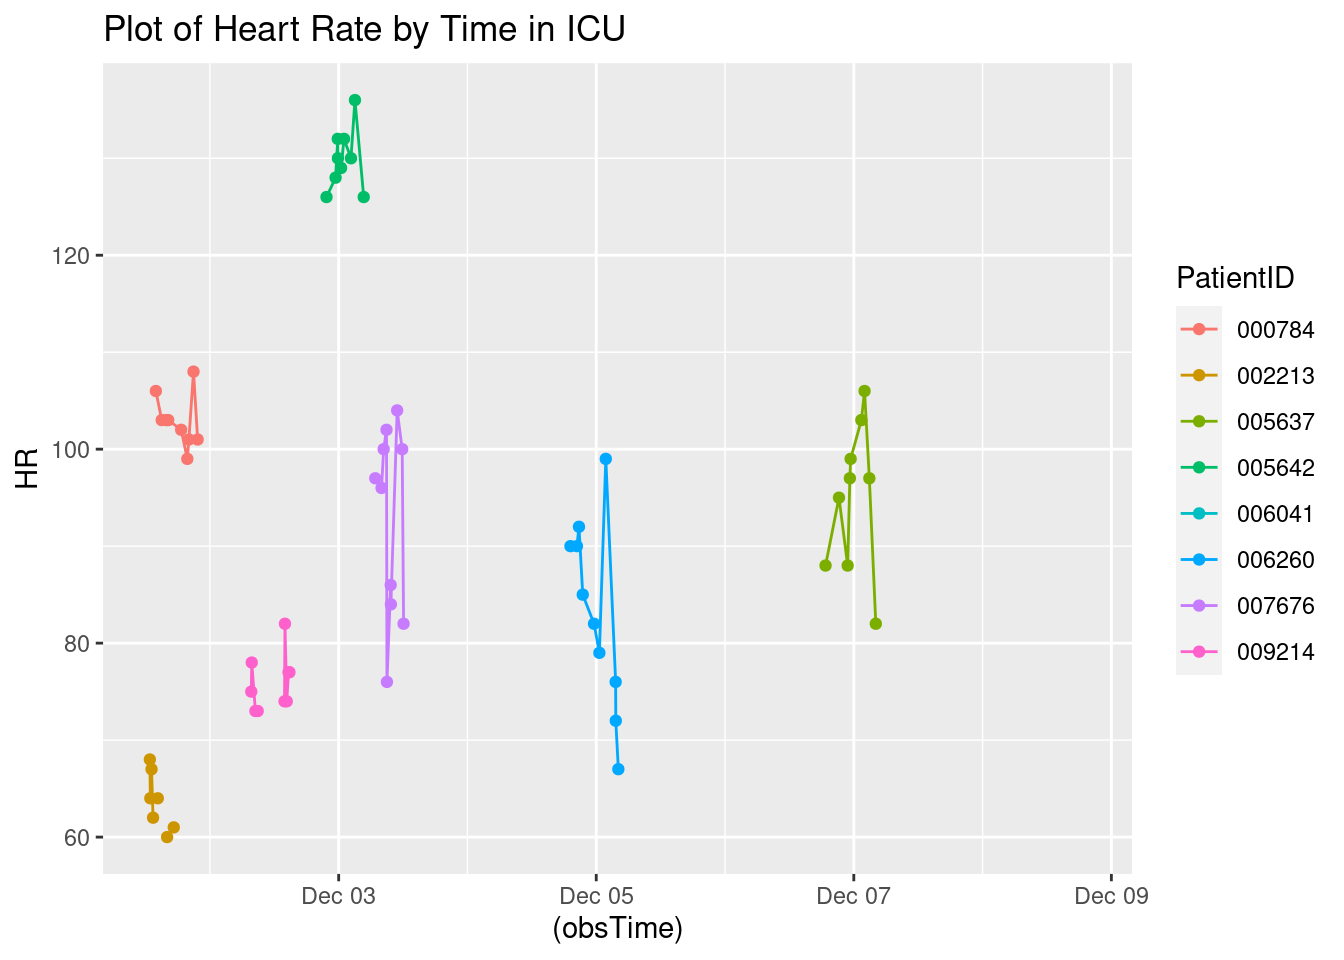 Plot of Heart Rate by Time in ICU
HR
120
100
80
60
Dec 03
Dec 05
Dec 07
Dec 09
(obsTime)
PatientID
000784
002213
005637
005642
006041
006260
007676
009214